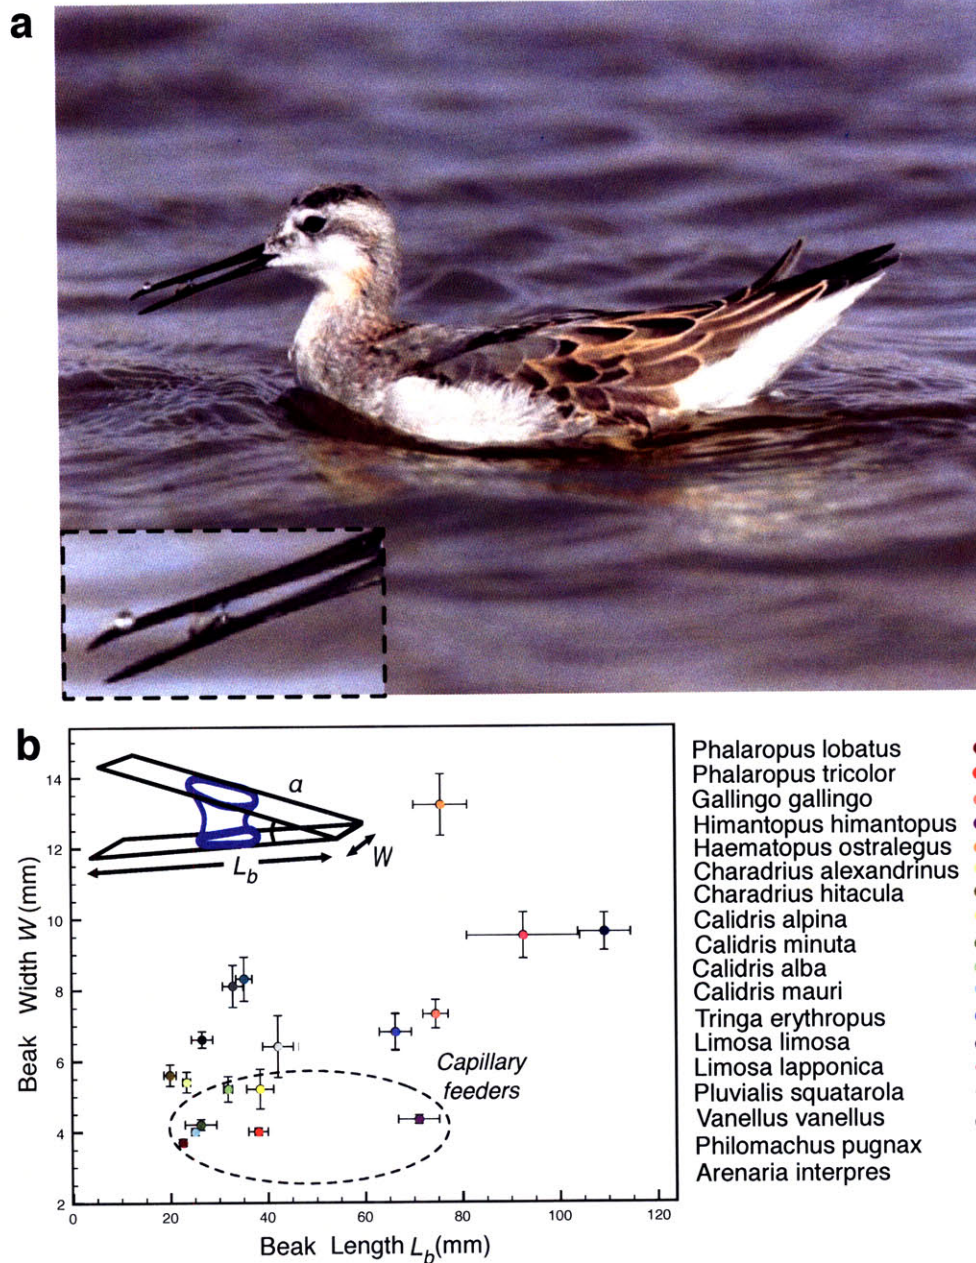 a
b
14
12
10
8
6
4
2
Beak Width W (mm)
α
L_b
W
Capillary
feeders
0
20
40
60
80
100
120
Beak Length L_b (mm)
Phalaropus lobatus
Phalaropus tricolor
Gallingo gallingo
Himantopus himantopus
Haematopus ostralegus
Charadrius alexandrinus
Charadrius hitacula
Calidris alpina
Calidris minuta
Calidris alba
Calidris mauri
Tringa erythropus
Limosa limosa
Limosa lapponica
Pluvialis squatarola
Vanellus vanellus
Philomachus pugnax
Arenaria interpres